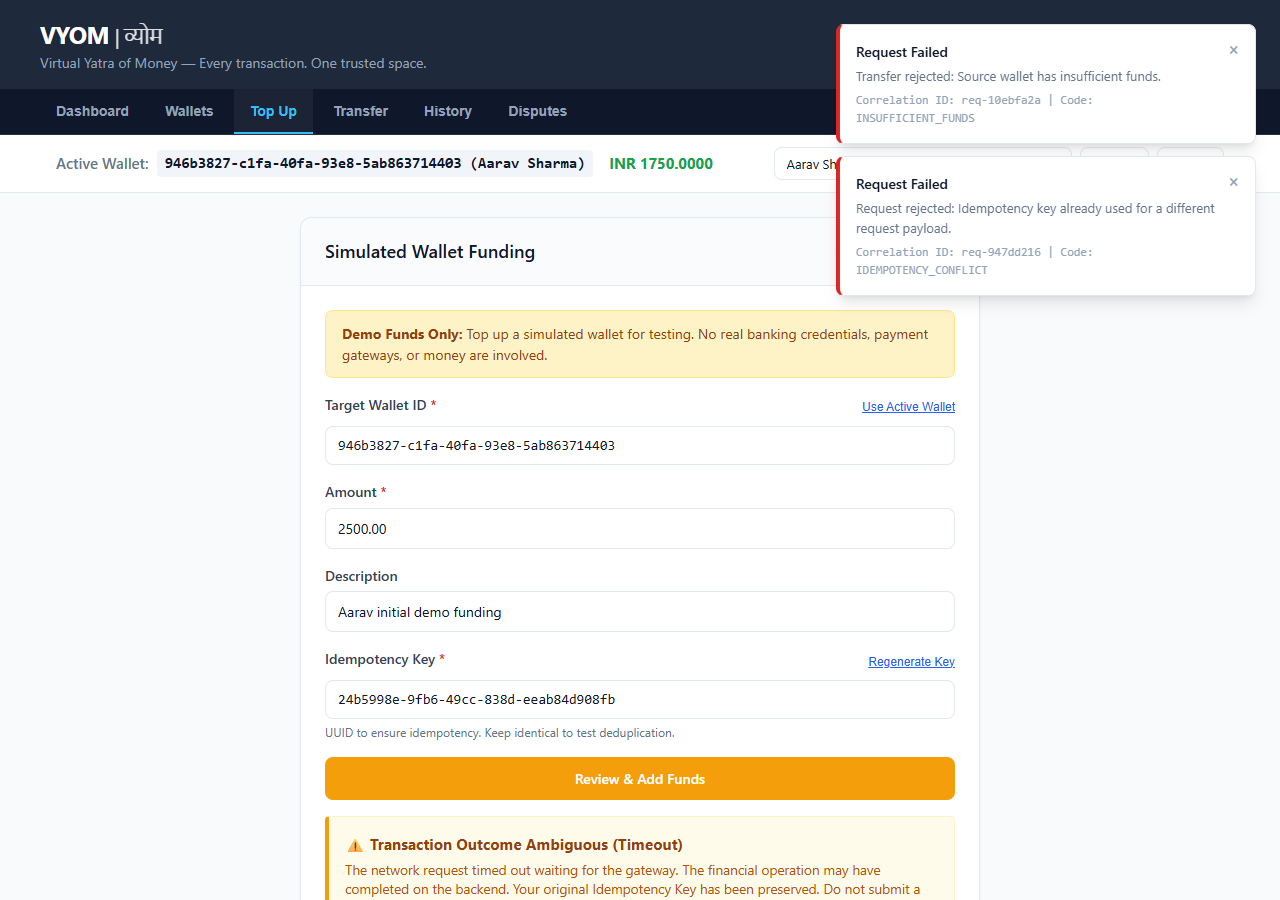 VYOM | व्योम
Virtual Yatra of Money — Every transaction. One trusted space.
Dashboard
Wallets
Top Up
Transfer
History
Disputes
Active Wallet: 946b3827-c1fa-40fa-93e8-5ab863714403 (Aarav Sharma) INR 1750.0000
Aarav
Request Failed ×
Transfer rejected: Source wallet has insufficient funds.
Correlation ID: req-10ebfa2a | Code:
INSUFFICIENT_FUNDS
Request Failed ×
Request rejected: Idempotency key already used for a different
request payload.
Correlation ID: req-947dd216 | Code:
IDEMPOTENCY_CONFLICT
Simulated Wallet Funding
Demo Funds Only: Top up a simulated wallet for testing. No real banking credentials, payment
gateways, or money are involved.
Target Wallet ID *
Use Active Wallet
946b3827-c1fa-40fa-93e8-5ab863714403
Amount *
2500.00
Description
Aarav initial demo funding
Idempotency Key *
Regenerate Key
24b5998e-9fb6-49cc-838d-eeab84d908fb
UUID to ensure idempotency. Keep identical to test deduplication.
Review & Add Funds
⚠ Transaction Outcome Ambiguous (Timeout)
The network request timed out waiting for the gateway. The financial operation may have
completed on the backend. Your original Idempotency Key has been preserved. Do not submit a